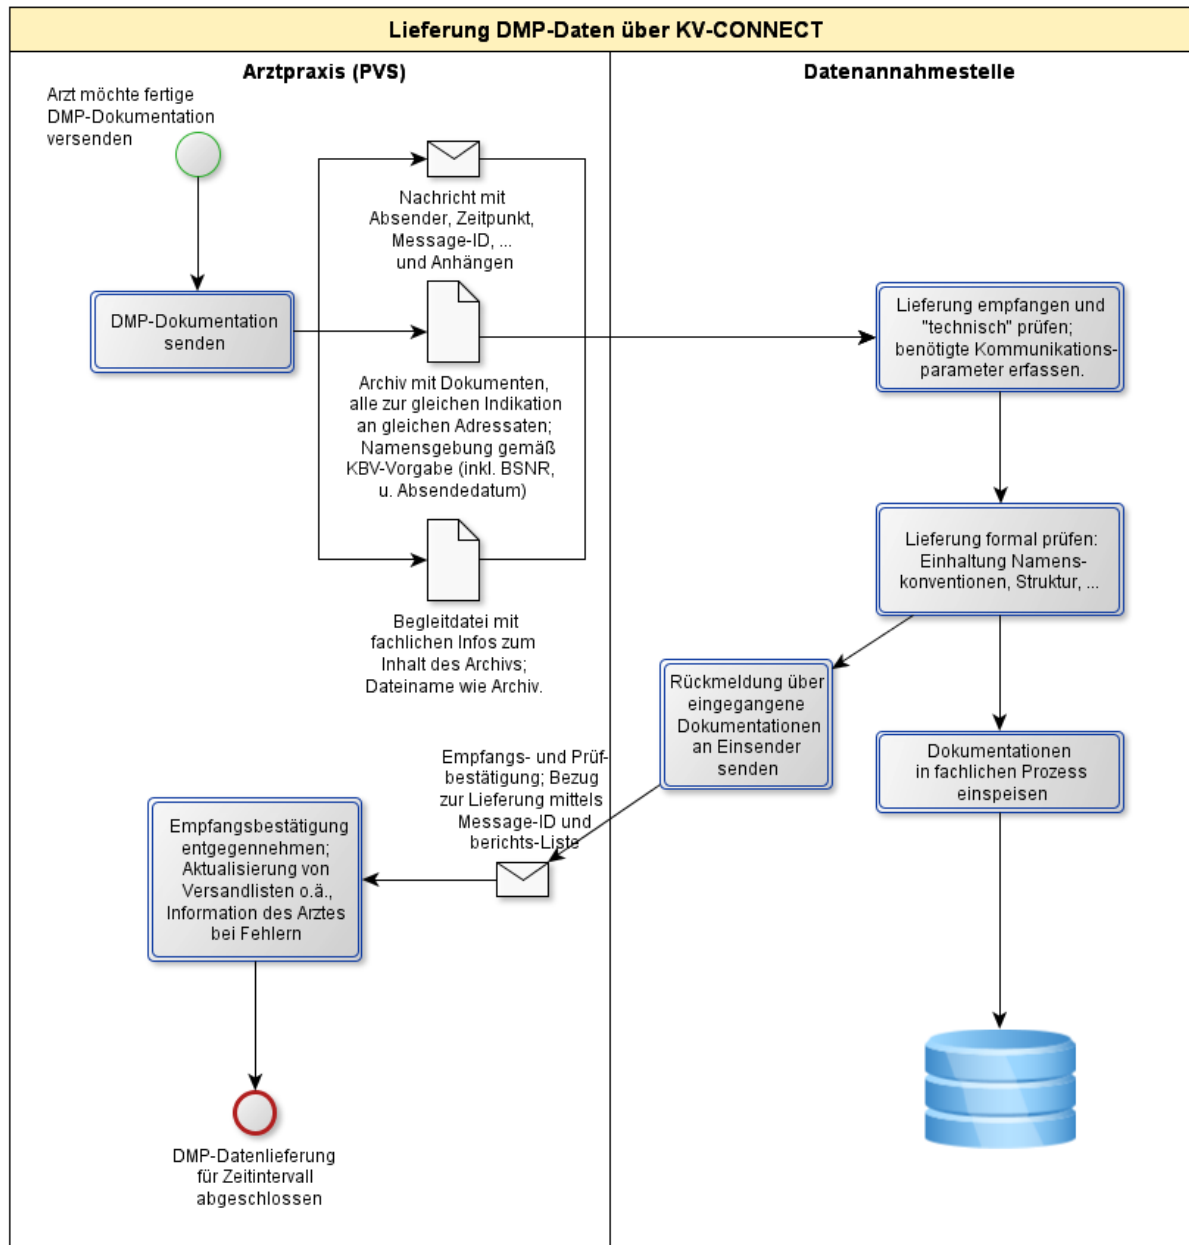 Lieferung DMP-Daten über KV-CONNECT
Arztpraxis (PVS)
Datenannahmestelle
Arzt möchte fertige
DMP-Dokumentation
versenden
Nachricht mit
Absender, Zeitpunkt,
Message-ID, ...
und Anhängen
DMP-Dokumentation
senden
Archiv mit Dokumenten,
alle zur gleichen Indikation
an gleichen Adressaten;
Namensgebung gemäß
KBV-Vorgabe (inkl. BSNR,
u. Absendedatum)
Begleitdatei mit
fachlichen Infos zum
Inhalt des Archivs;
Dateiname wie Archiv.
Lieferung empfangen und
"technisch" prüfen;
benötigte Kommunikations-
parameter erfassen.
Lieferung formal prüfen:
Einhaltung Namens-
konventionen, Struktur, ...
Rückmeldung über
eingegangene
Dokumentationen
an Einsender
senden
Dokumentationen
in fachlichen Prozess
einspeisen
Empfangs- und Prüf-
bestätigung; Bezug
zur Lieferung mittels
Message-ID und
berichts-Liste
Empfangsbestätigung
entgegennehmen;
Aktualisierung von
Versandlisten o.ä.,
Information des Arztes
bei Fehlern
DMP-Datenlieferung
für Zeitintervall
abgeschlossen